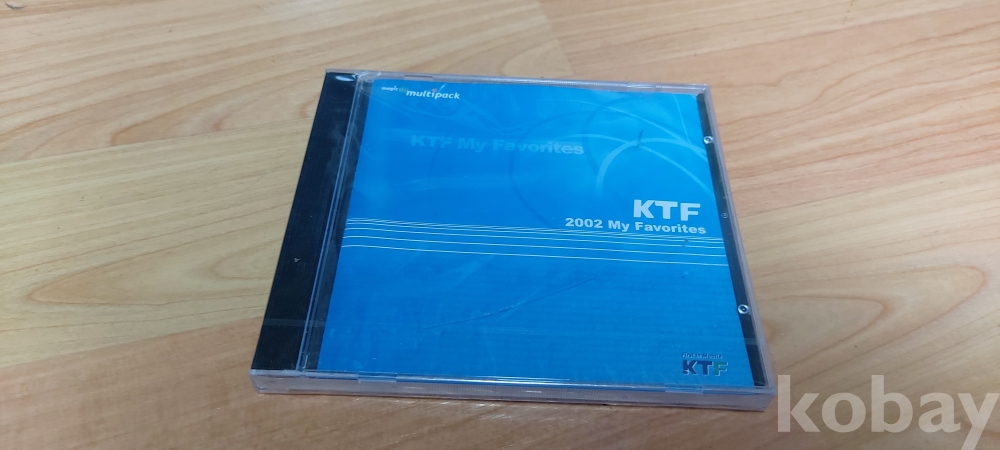 multipack
KTF My Favorites
KTF
2002 My Favorites
KTF
kobay